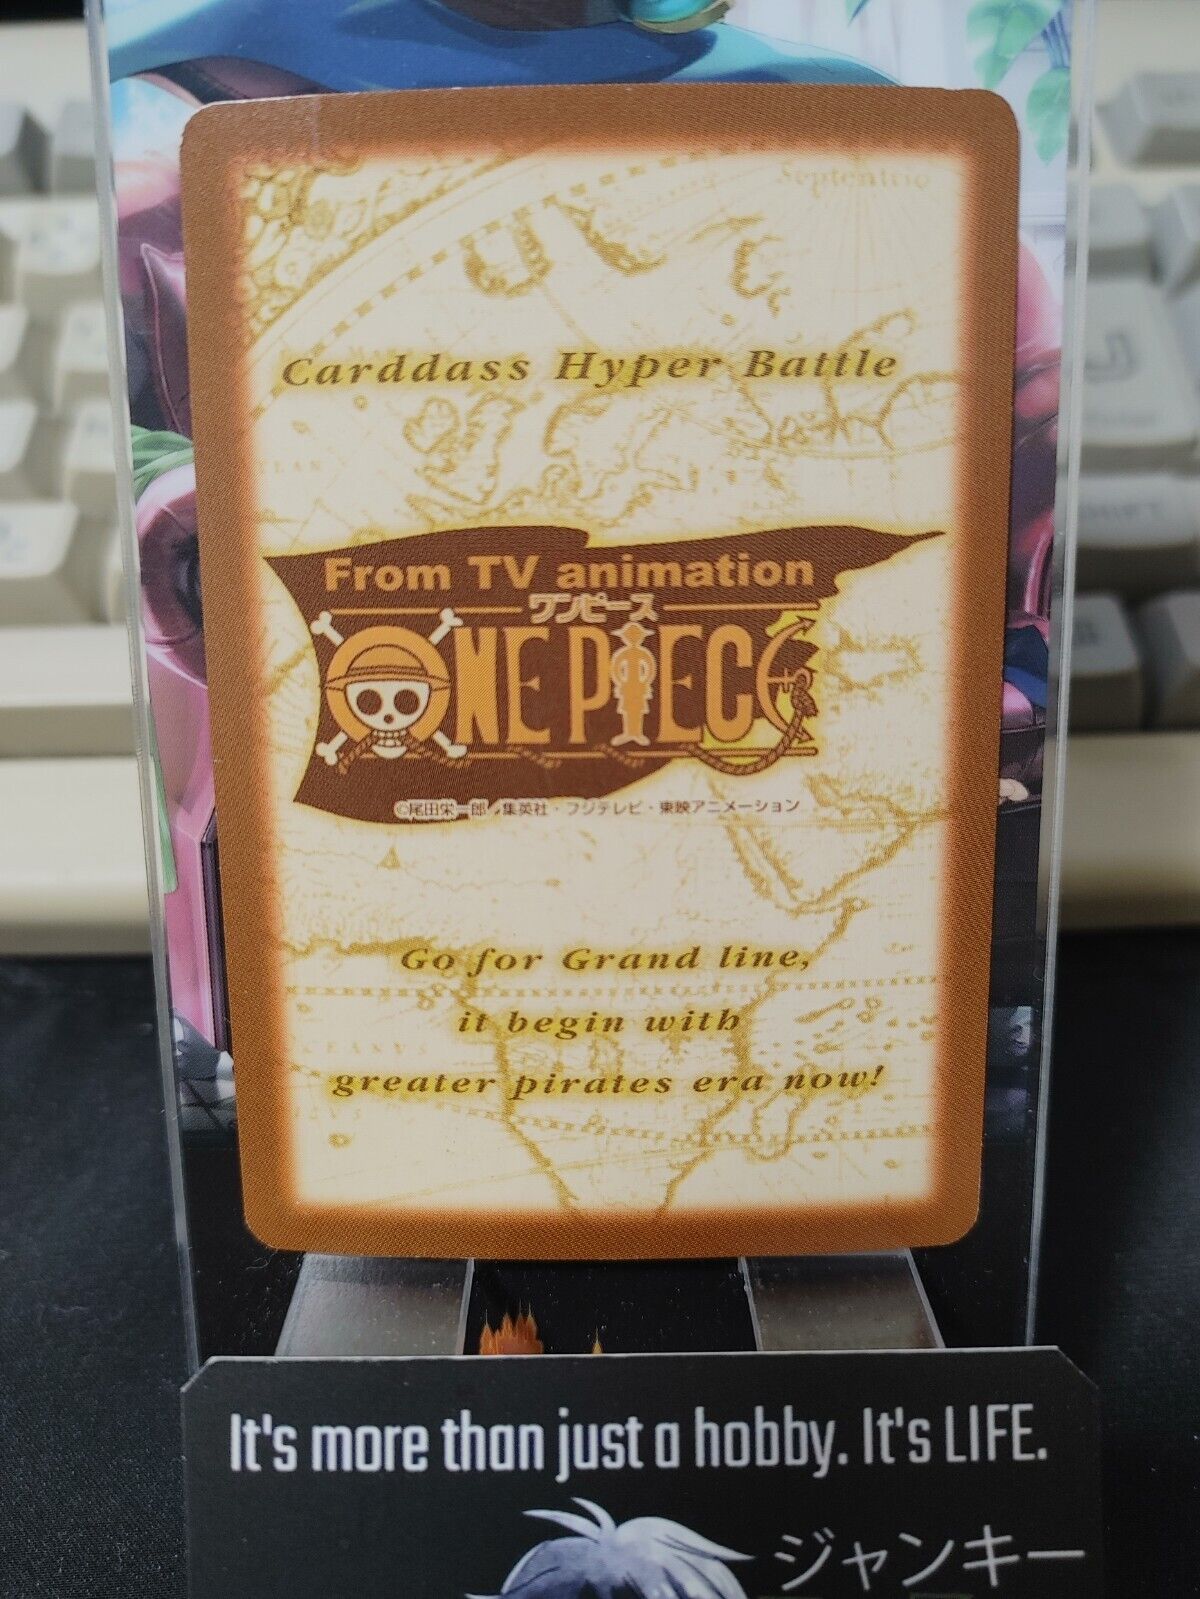 Septentrio
Carddass Hyper Battle
From TV animation
ワンピース
ONE PIECE
©尾田栄一郎・集英社・フジテレビ・東映アニメーション
Go for Grand line,
it begin with
CEANVS
greater pirates era now!
It's more than just a hobby. It's LIFE.
ジャンキー